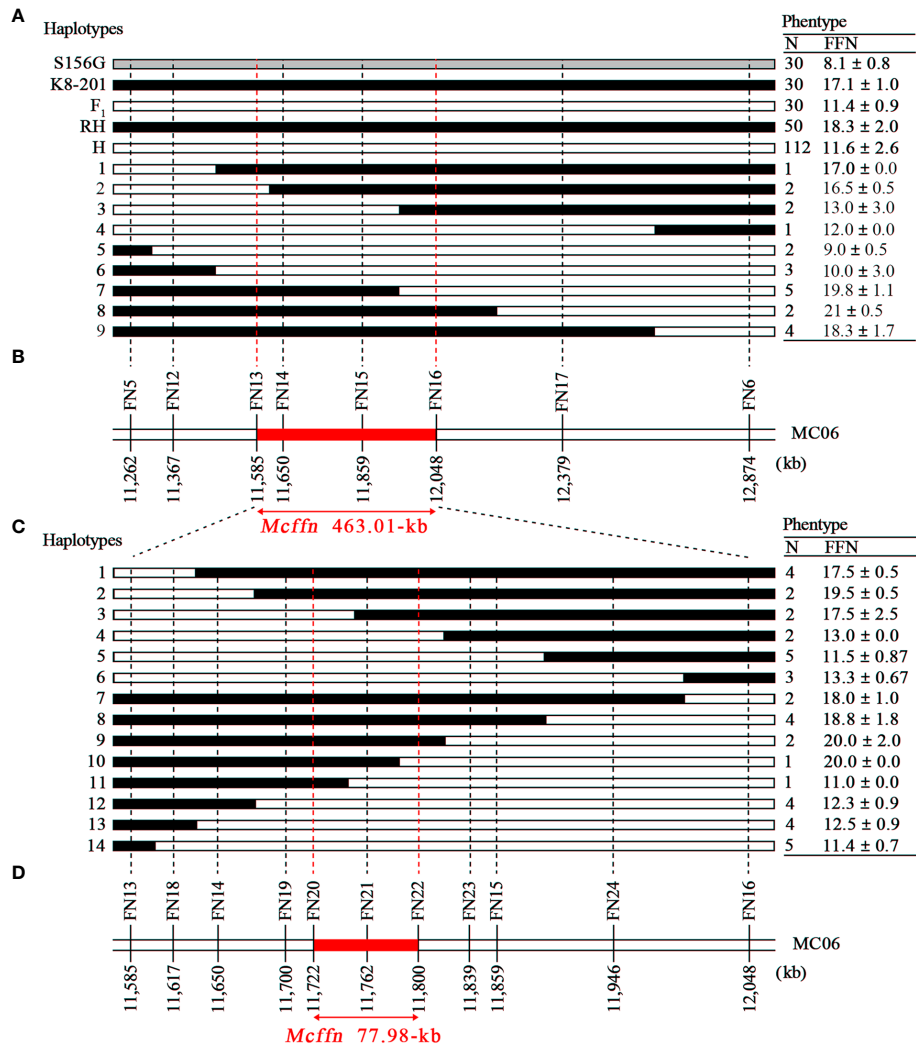 A
Haplotypes
Phentype
N FFN
S156G 30 8.1 ± 0.8
K8-201 30 17.1 ± 1.0
F1 30 11.4 ± 0.9
RH 50 18.3 ± 2.0
H 112 11.6 ± 2.6
1 1 17.0 ± 0.0
2 2 16.5 ± 0.5
3 2 13.0 ± 3.0
4 1 12.0 ± 0.0
5 2 9.0 ± 0.5
6 3 10.0 ± 3.0
7 5 19.8 ± 1.1
8 2 21 ± 0.5
9 4 18.3 ± 1.7
B
FN5 FN12 FN13 FN14 FN15 FN16 FN17 FN6
MC06
11,262 11,367 11,585 11,650 11,859 12,048 12,379 12,874
(kb)
Mcffn 463.01-kb
C
Haplotypes
Phentype
N FFN
1 4 17.5 ± 0.5
2 2 19.5 ± 0.5
3 2 17.5 ± 2.5
4 2 13.0 ± 0.0
5 5 11.5 ± 0.87
6 3 13.3 ± 0.67
7 2 18.0 ± 1.0
8 4 18.8 ± 1.8
9 2 20.0 ± 2.0
10 1 20.0 ± 0.0
11 1 11.0 ± 0.0
12 4 12.3 ± 0.9
13 4 12.5 ± 0.9
14 5 11.4 ± 0.7
D
FN13 FN18 FN14 FN19 FN20 FN21 FN22 FN23 FN15 FN24 FN16
MC06
11,585 11,617 11,650 11,700 11,722 11,762 11,800 11,839 11,859 11,946 12,048
(kb)
Mcffn 77.98-kb